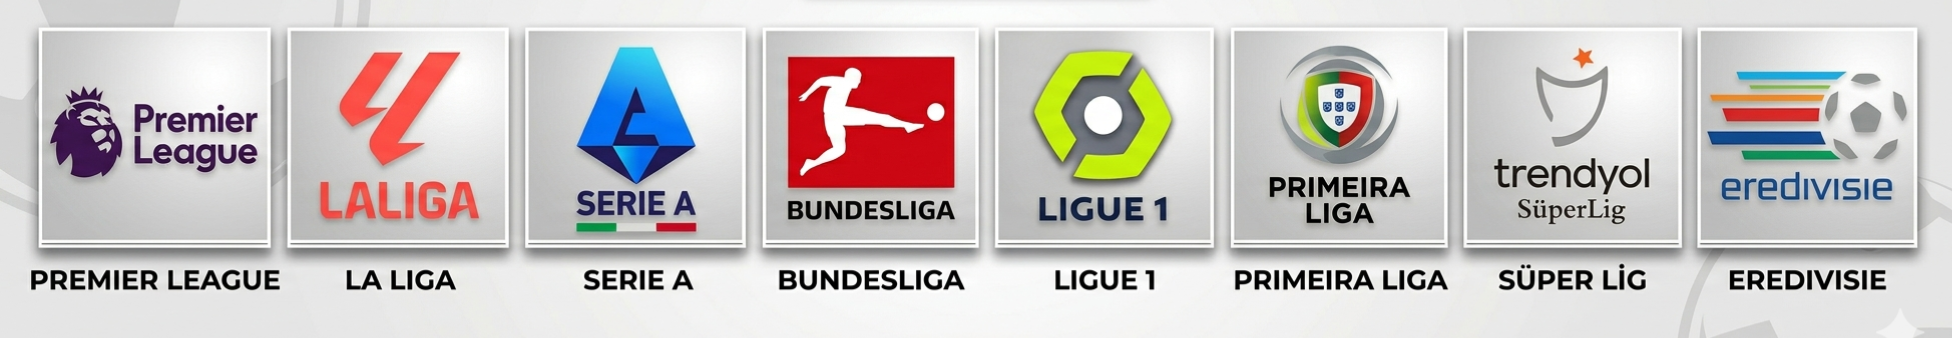 Premier
League
LALIGA
SERIE A
BUNDESLIGA
LIGUE 1
PRIMEIRA
LIGA
trendyol
SüperLig
eredivisie
PREMIER LEAGUE
LA LIGA
SERIE A
BUNDESLIGA
LIGUE 1
PRIMEIRA LIGA
SÜPER LİG
EREDIVISIE